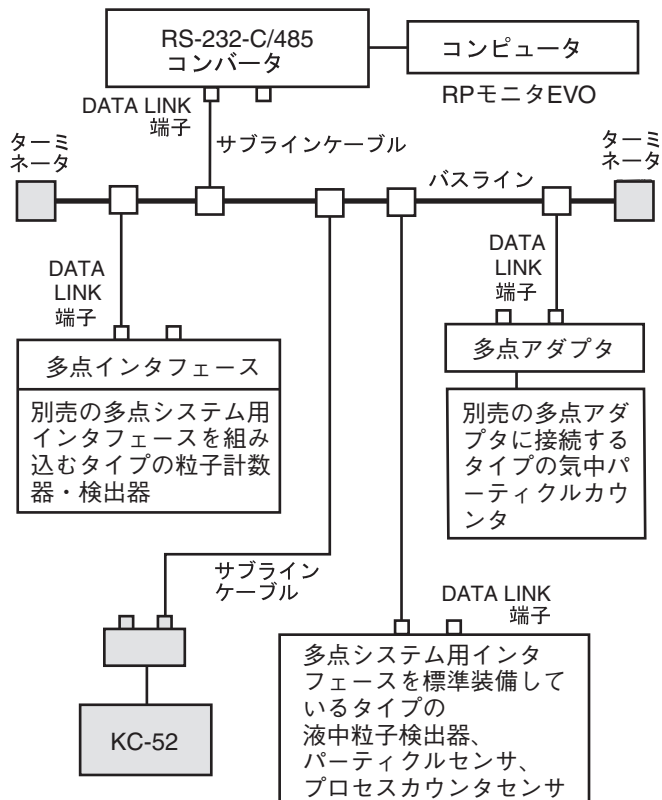 RS-232-C/485
コンバータ
コンピュータ
RPモニタEVO
DATA LINK
端子
サブラインケーブル
ターミ
ネータ
バスライン
ターミ
ネータ
DATA
LINK
端子
DATA
LINK
端子
多点インタフェース
別売の多点システム用
インタフェースを組み
込むタイプの粒子計数
器・検出器
多点アダプタ
別売の多点アダ
プタに接続する
タイプの気中パ
ーティクルカウ
ンタ
サブライン
ケーブル
DATA LINK
端子
KC-52
多点システム用インタ
フェースを標準装備して
いるタイプの
液中粒子検出器、
パーティクルセンサ、
プロセスカウンタセンサ